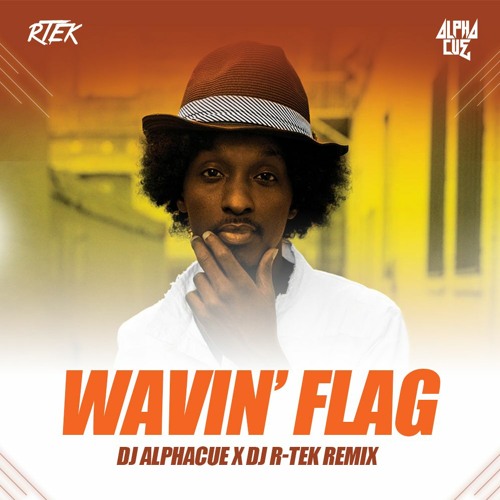 RTEK
ALPHA
CUE
WAVIN' FLAG
DJ ALPHACUE X DJ R-TEK REMIX